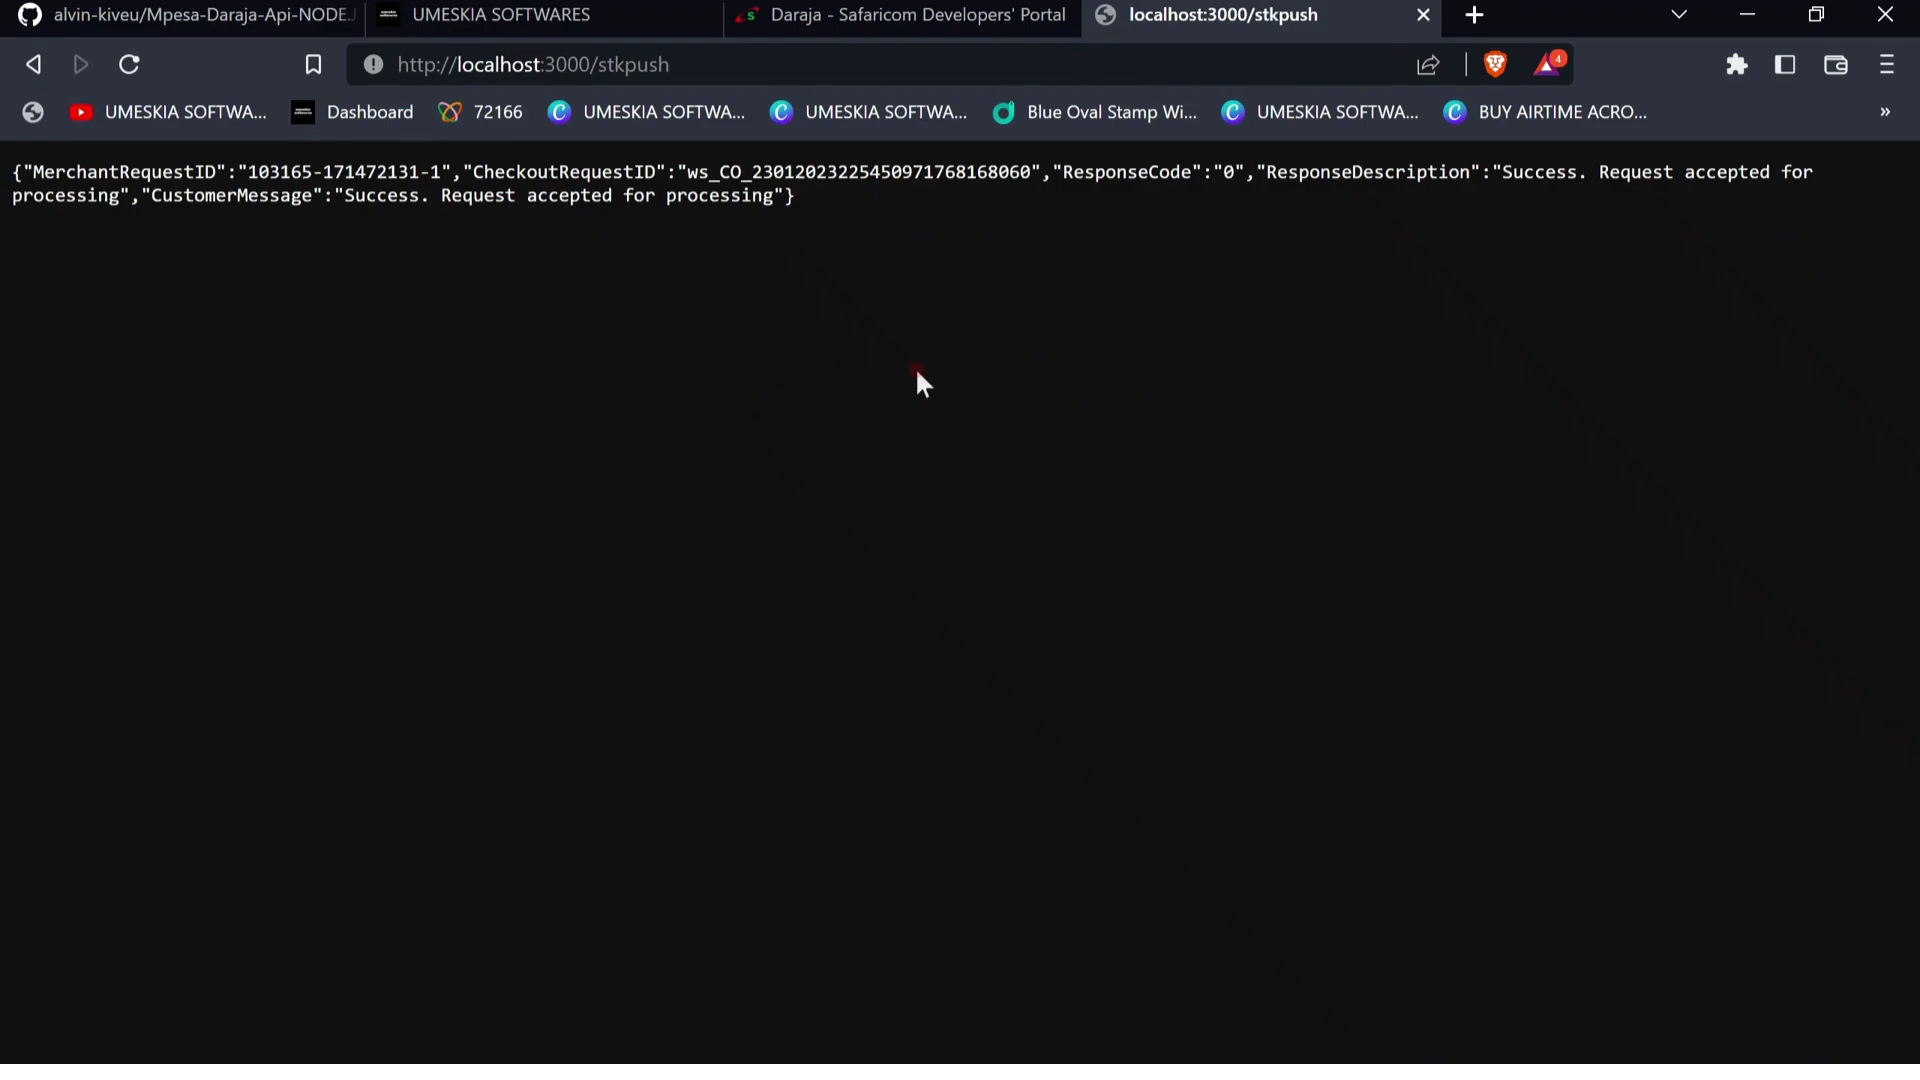 alvin-kiveu/Mpesa-Daraja-Api-NODE.J
UMESKIA SOFTWARES
Daraja - Safaricom Developers' Portal
localhost:3000/stkpush
http://localhost:3000/stkpush
4
UMESKIA SOFTWA...
Dashboard
72166
UMESKIA SOFTWA...
UMESKIA SOFTWA...
Blue Oval Stamp Wi...
UMESKIA SOFTWA...
BUY AIRTIME ACRO...
»
{"MerchantRequestID":"103165-171472131-1","CheckoutRequestID":"ws_CO_23012023225450971768168060","ResponseCode":"0","ResponseDescription":"Success. Request accepted for
processing","CustomerMessage":"Success. Request accepted for processing"}